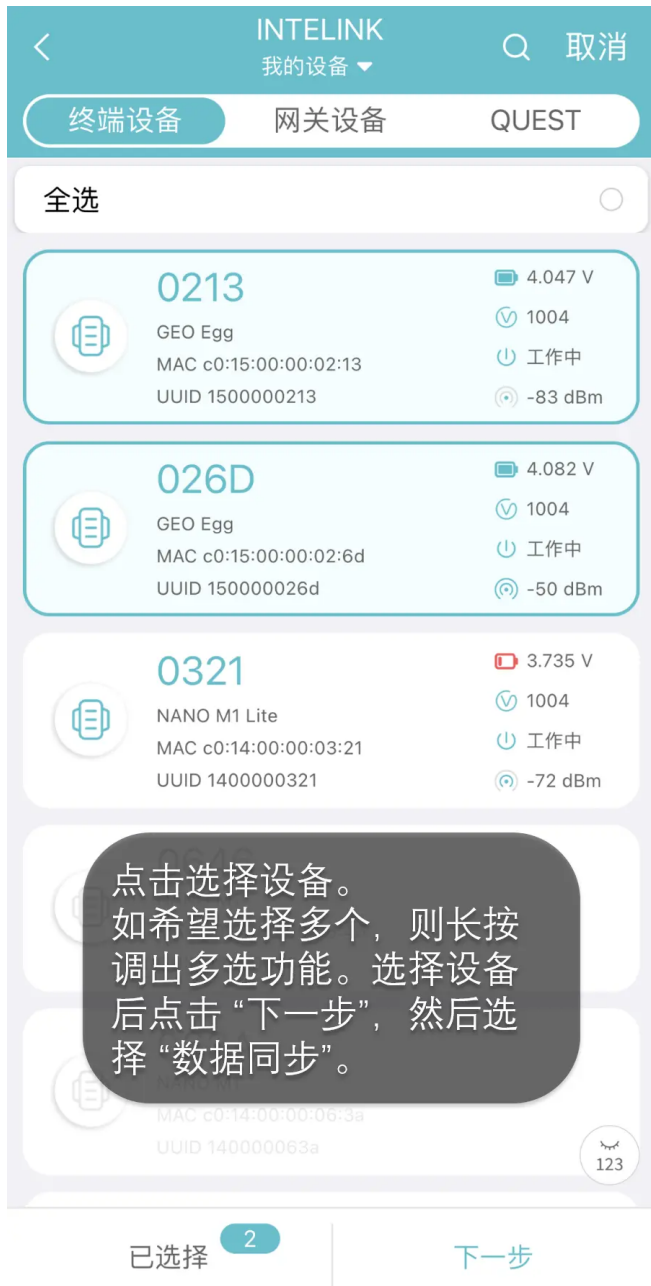 INTELINK
我的设备
取消
终端设备
网关设备
QUEST
全选
0213
GEO Egg
MAC c0:15:00:00:02:13
UUID 1500000213
4.047 V
1004
工作中
-83 dBm
026D
GEO Egg
MAC c0:15:00:00:02:6d
UUID 150000026d
4.082 V
1004
工作中
-50 dBm
0321
NANO M1 Lite
MAC c0:14:00:00:03:21
UUID 1400000321
3.735 V
1004
工作中
-72 dBm
点击选择设备。
如希望选择多个，则长按
调出多选功能。选择设备
后点击 “下一步”，然后选
择 “数据同步”。
NANO M1
MAC c0:14:00:00:06:3a
UUID 140000063a
123
已选择
2
下一步